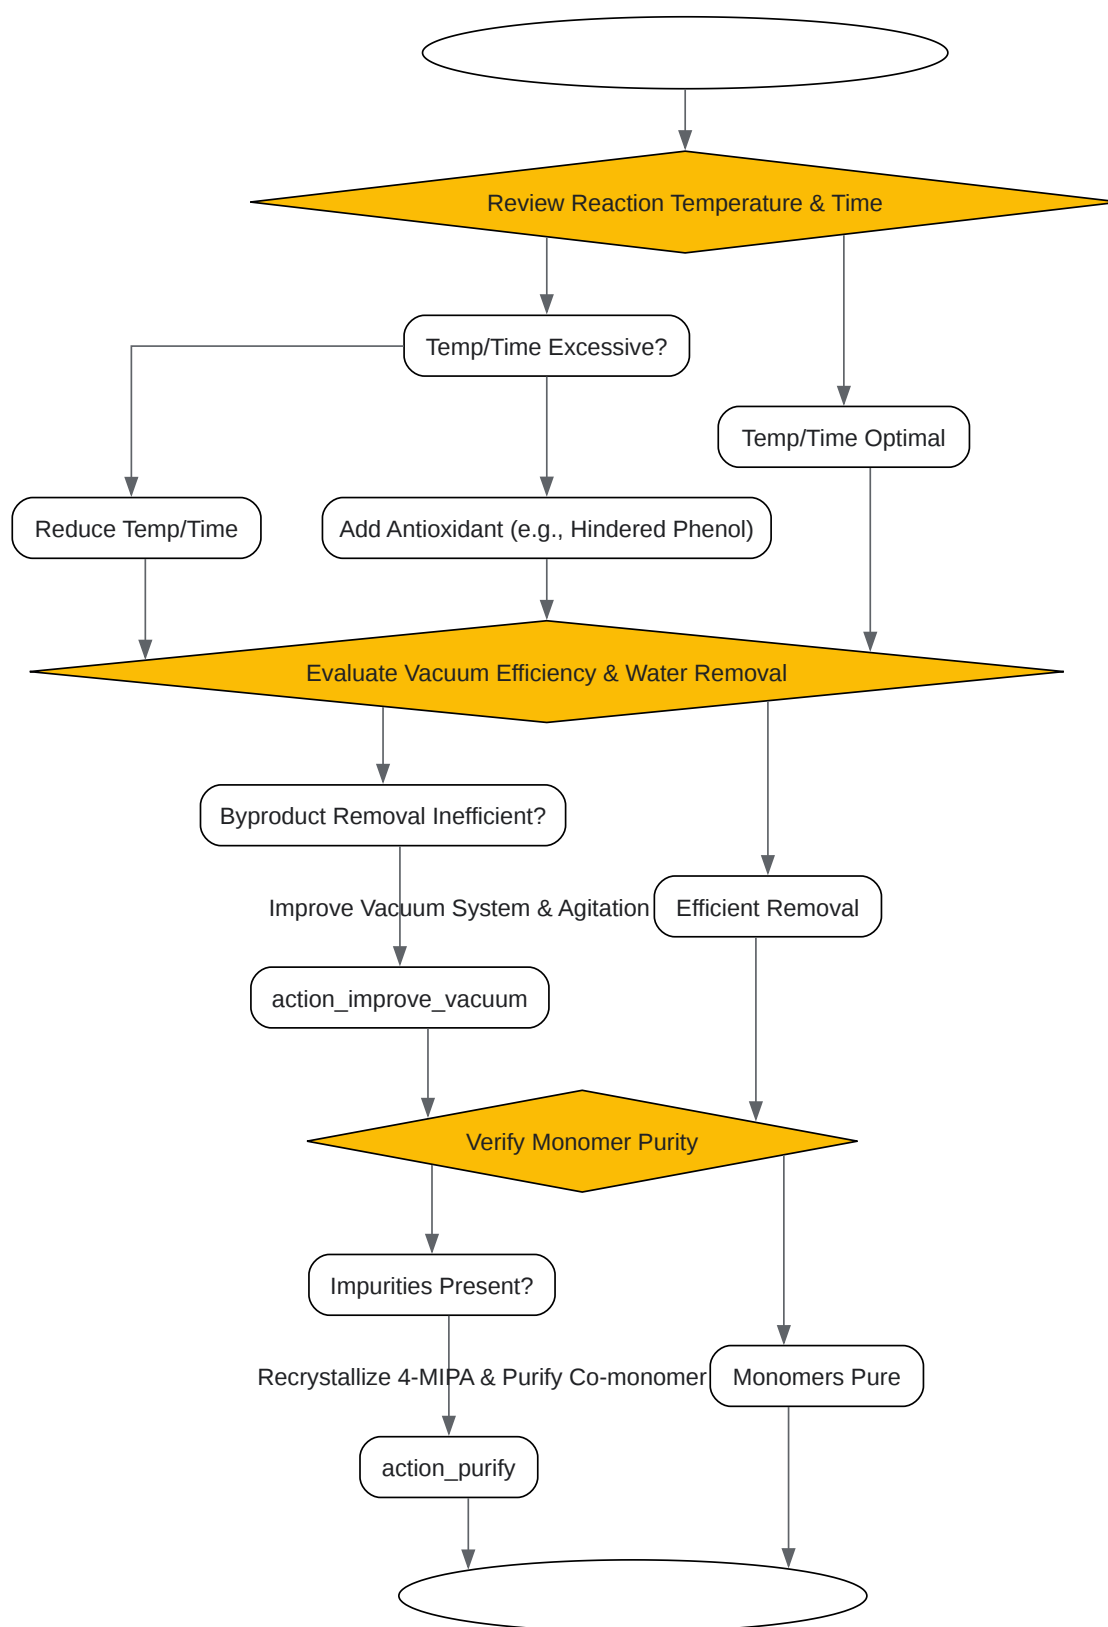 Review Reaction Temperature & Time
Temp/Time Excessive?
Temp/Time Optimal
Reduce Temp/Time
Add Antioxidant (e.g., Hindered Phenol)
Evaluate Vacuum Efficiency & Water Removal
Byproduct Removal Inefficient?
Improve Vacuum System & Agitation
Efficient Removal
action_improve_vacuum
Verify Monomer Purity
Impurities Present?
Recrystallize 4-MIPA & Purify Co-monomer
Monomers Pure
action_purify